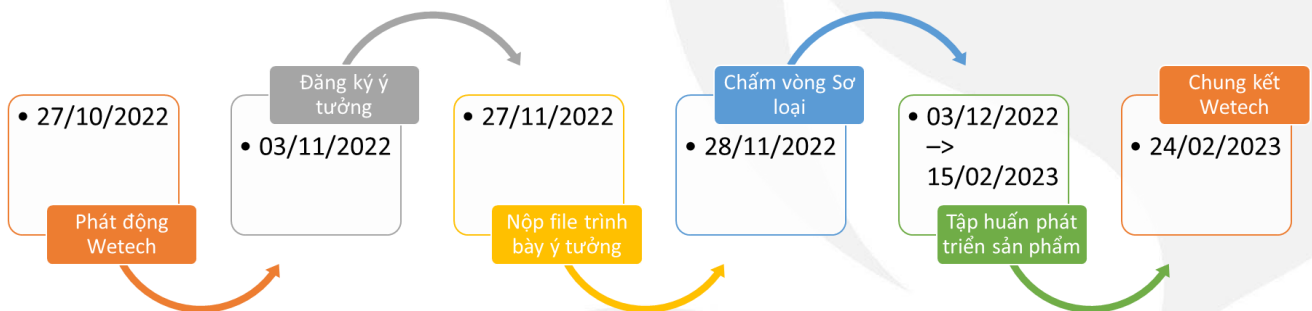 • 27/10/2022
Phát động
Wetech
Đăng ký ý
tưởng
• 03/11/2022
• 27/11/2022
Nộp file trình
bày ý tưởng
Chấm vòng Sơ
loại
• 28/11/2022
• 03/12/2022
–>
15/02/2023
Tập huấn phát
triển sản phẩm
Chung kết
Wetech
• 24/02/2023